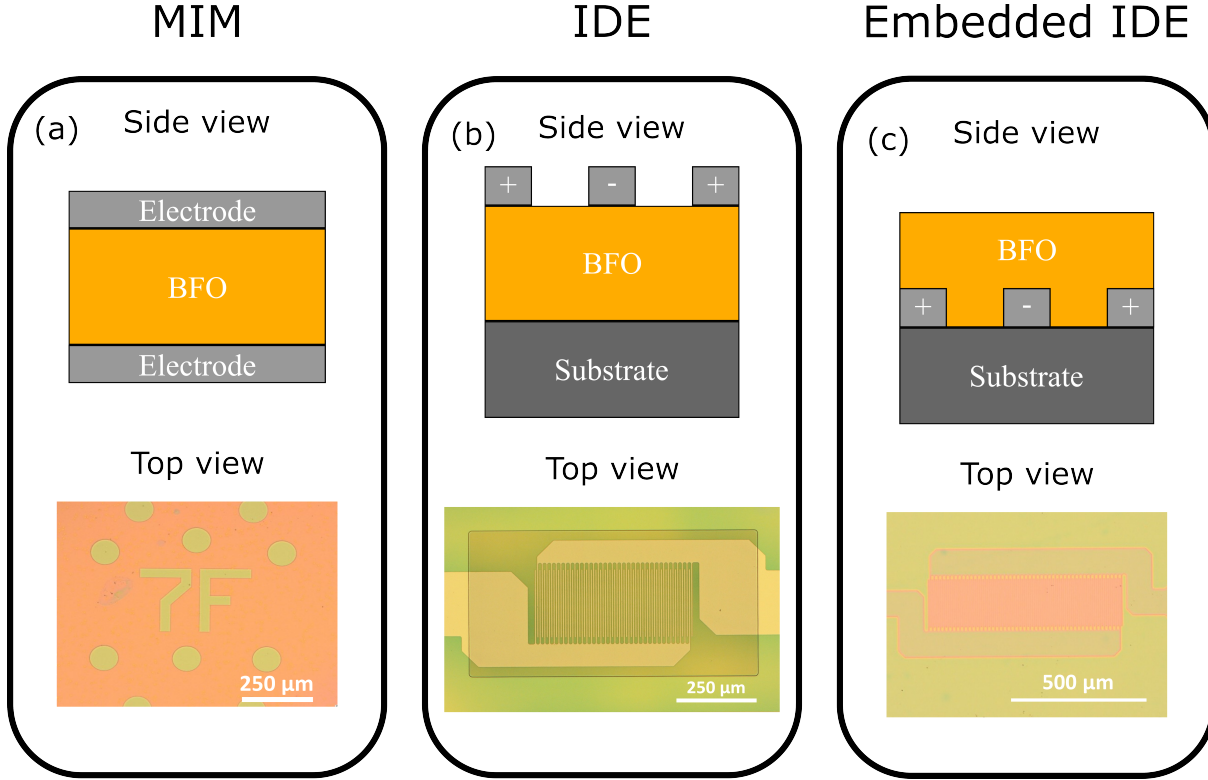 MIM
IDE
Embedded IDE
(a)
Side view
Electrode
BFO
Electrode
Top view
7F
250 µm
(b)
Side view
+ - +
BFO
Substrate
Top view
250 µm
(c)
Side view
BFO
+ - +
Substrate
Top view
500 µm